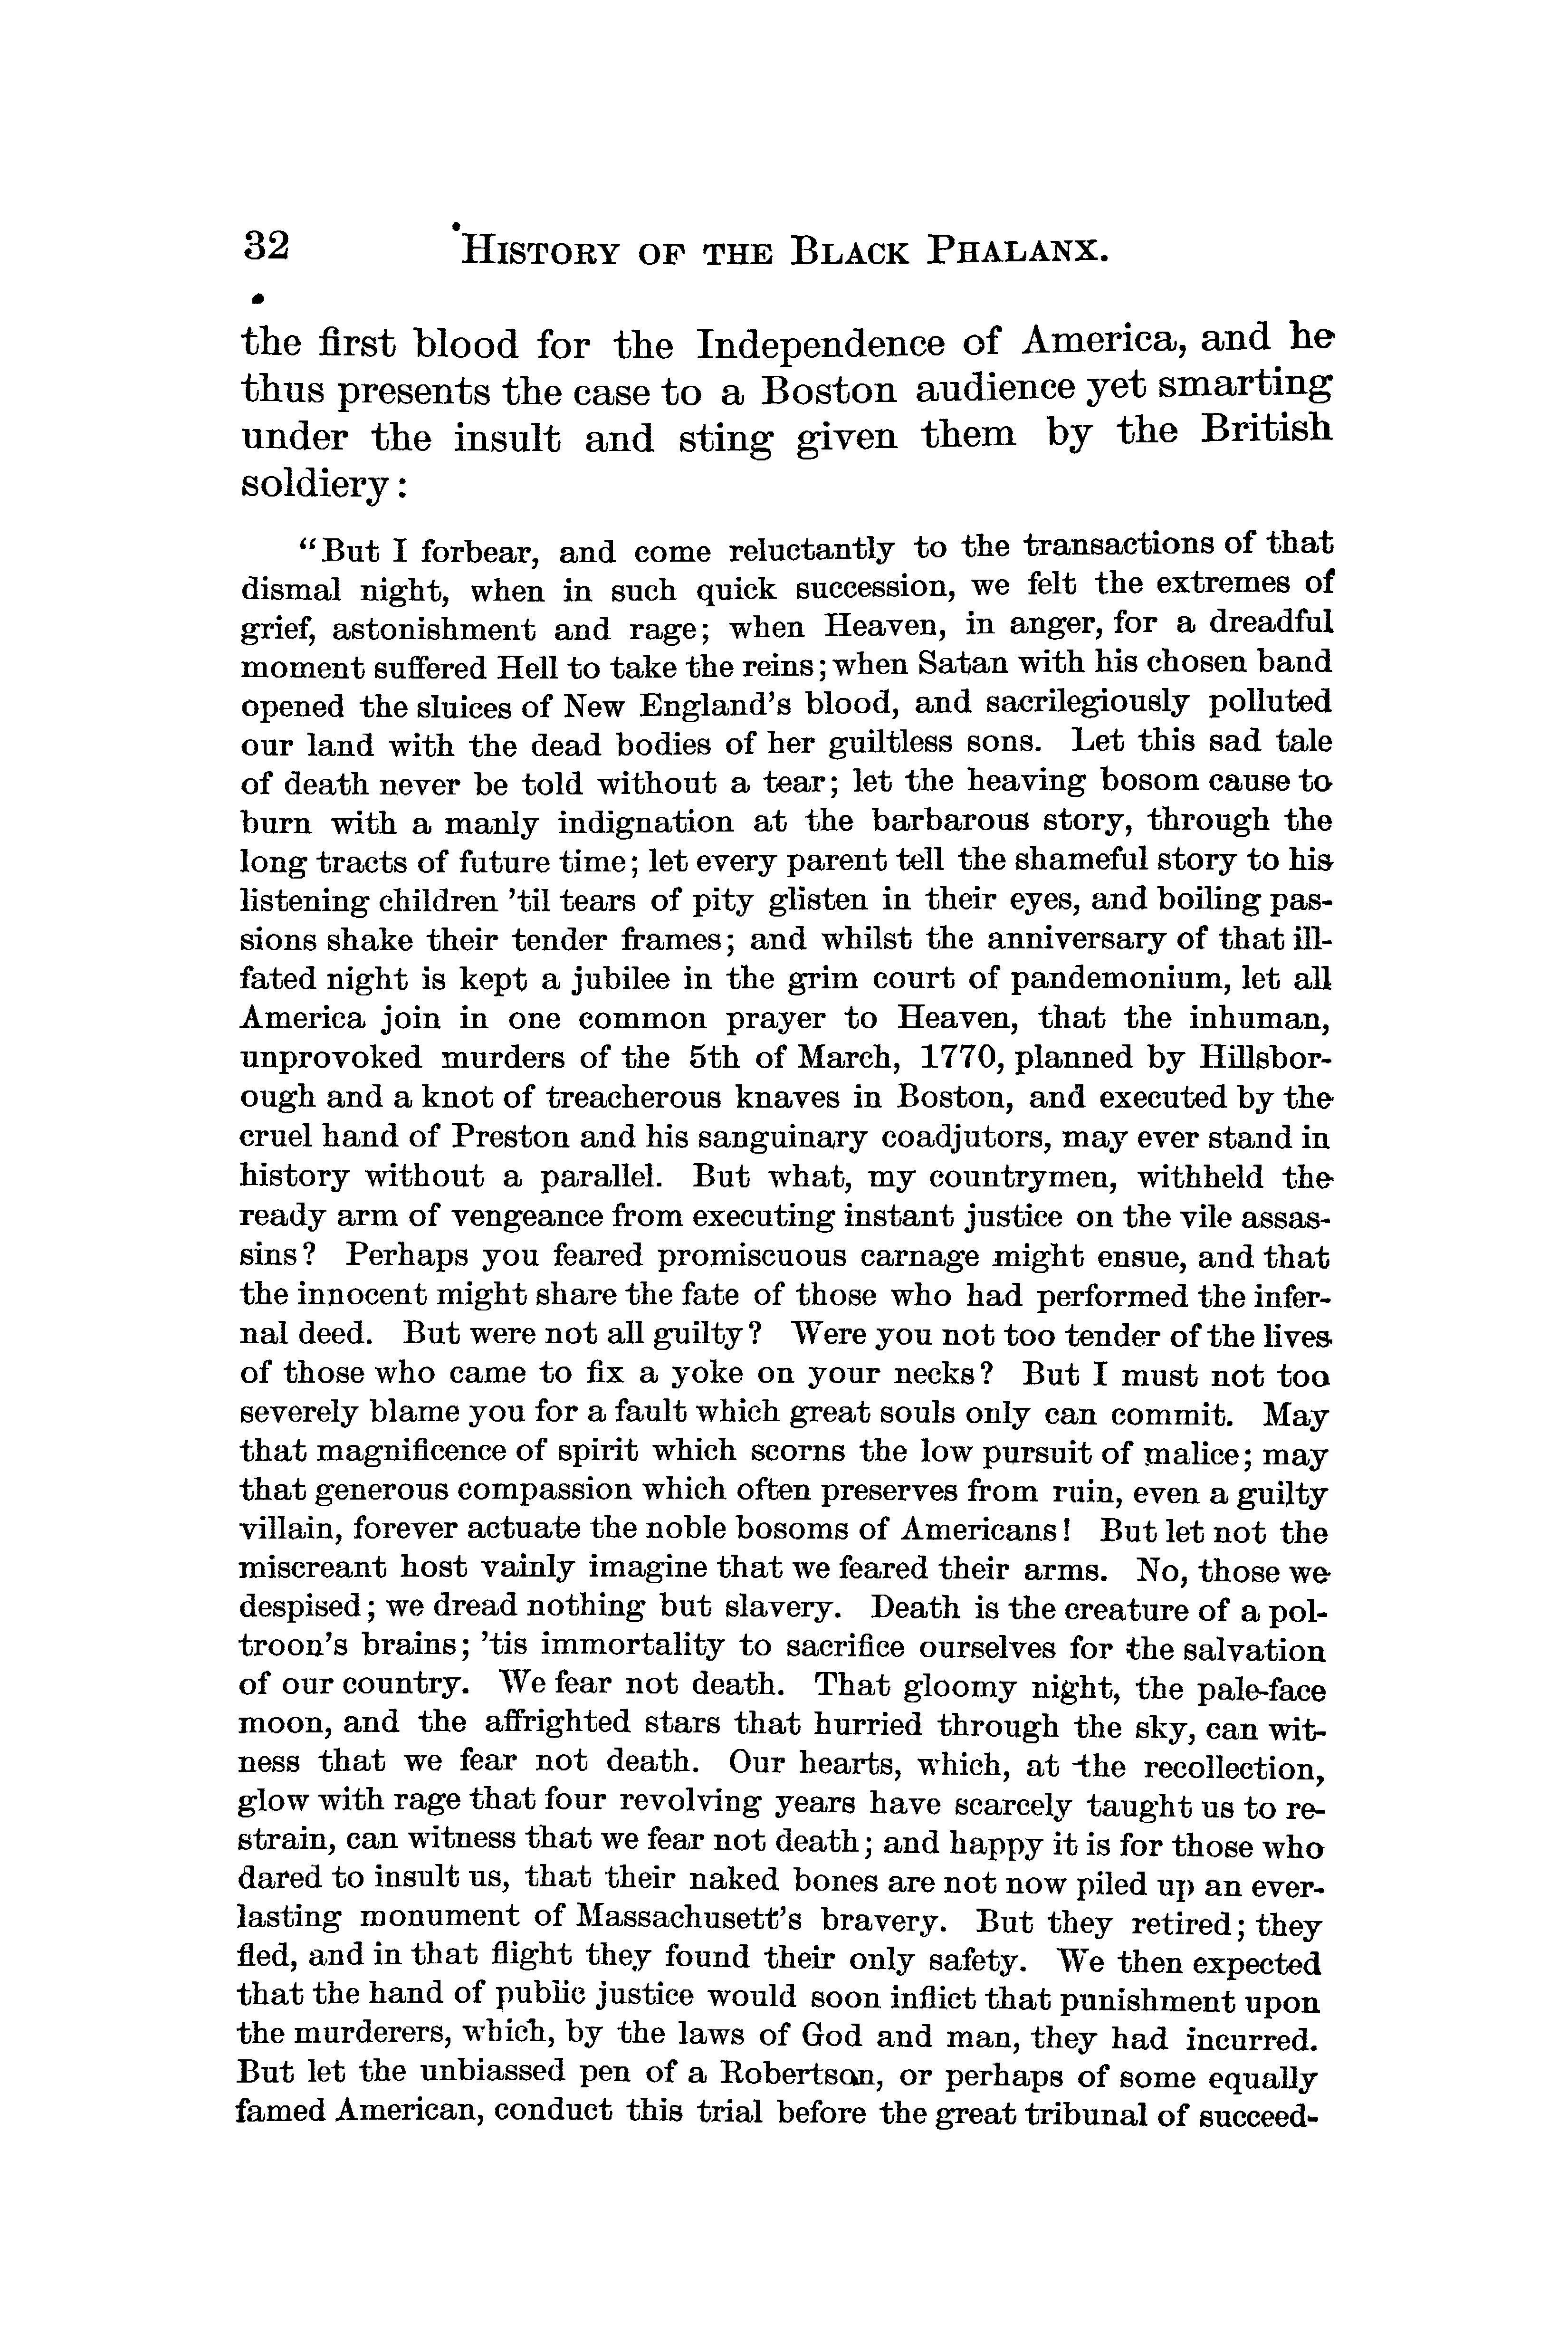 32 HISTORY OF THE BLACK PHALANX.
the first blood for the Independence of America, and he
thus presents the case to a Boston audience yet smarting
under the insult and sting given them by the British
soldiery:
“But I forbear, and come reluctantly to the transactions of that
dismal night, when in such quick succession, we felt the extremes of
grief, astonishment and rage; when Heaven, in anger, for a dreadful
moment suffered Hell to take the reins; when Satan with his chosen band
opened the sluices of New England’s blood, and sacrilegiously polluted
our land with the dead bodies of her guiltless sons. Let this sad tale
of death never be told without a tear; let the heaving bosom cause to
burn with a manly indignation at the barbarous story, through the
long tracts of future time; let every parent tell the shameful story to his
listening children ’til tears of pity glisten in their eyes, and boiling pas-
sions shake their tender frames; and whilst the anniversary of that ill-
fated night is kept a jubilee in the grim court of pandemonium, let all
America join in one common prayer to Heaven, that the inhuman,
unprovoked murders of the 5th of March, 1770, planned by Hillsbor-
ough and a knot of treacherous knaves in Boston, and executed by the
cruel hand of Preston and his sanguinary coadjutors, may ever stand in
history without a parallel. But what, my countrymen, withheld the
ready arm of vengeance from executing instant justice on the vile assas-
sins? Perhaps you feared promiscuous carnage might ensue, and that
the innocent might share the fate of those who had performed the infer-
nal deed. But were not all guilty? Were you not too tender of the lives
of those who came to fix a yoke on your necks? But I must not too
severely blame you for a fault which great souls only can commit. May
that magnificence of spirit which scorns the low pursuit of malice; may
that generous compassion which often preserves from ruin, even a guilty
villain, forever actuate the noble bosoms of Americans! But let not the
miscreant host vainly imagine that we feared their arms. No, those we
despised; we dread nothing but slavery. Death is the creature of a pol-
troon’s brains; ’tis immortality to sacrifice ourselves for the salvation
of our country. We fear not death. That gloomy night, the pale-face
moon, and the affrighted stars that hurried through the sky, can wit-
ness that we fear not death. Our hearts, which, at the recollection,
glow with rage that four revolving years have scarcely taught us to re-
strain, can witness that we fear not death; and happy it is for those who
dared to insult us, that their naked bones are not now piled up an ever-
lasting monument of Massachusett’s bravery. But they retired; they
fled, and in that flight they found their only safety. We then expected
that the hand of public justice would soon inflict that punishment upon
the murderers, which, by the laws of God and man, they had incurred.
But let the unbiassed pen of a Robertson, or perhaps of some equally
famed American, conduct this trial before the great tribunal of succeed-